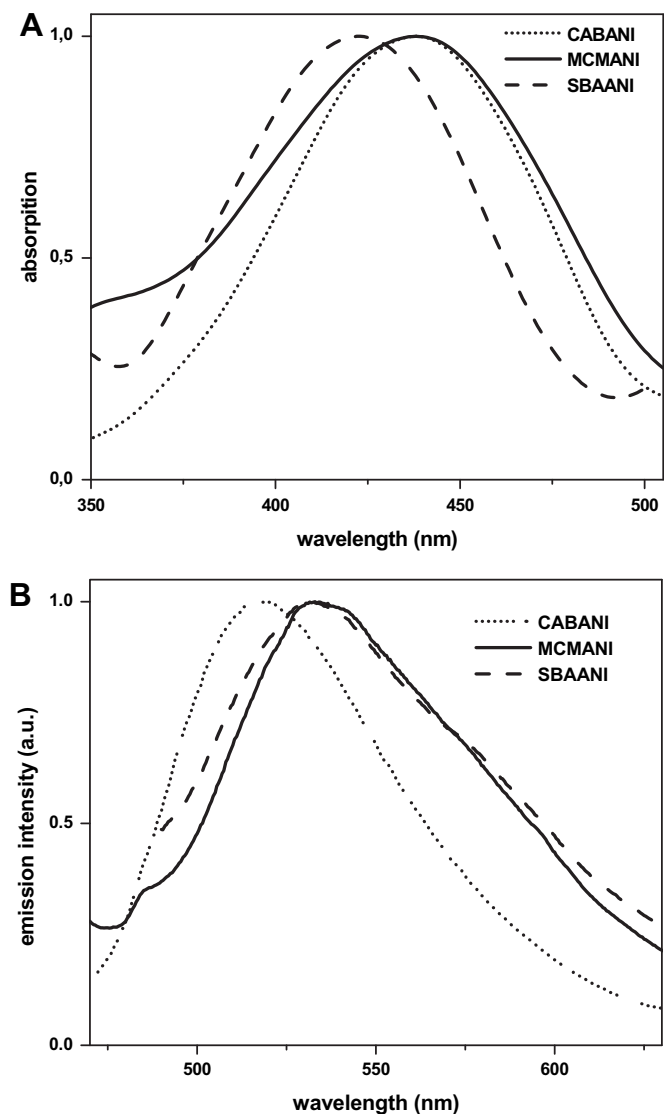 A
1,0
CABANI
MCMANI
SBAANI
absorpition
0,5
0,0
350 400 450 500
wavelength (nm)
B
1.0
CABANI
MCMANI
SBAANI
emission intensity (a.u.)
0.5
0.0
500 550 600
wavelength (nm)